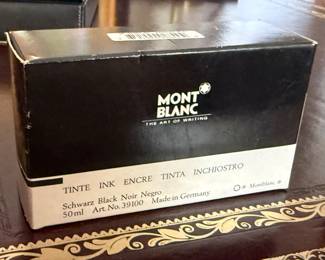 MONT
BLANC
THE ART OF WRITING
TINTE INK ENCRE TINTA INCHIOSTRO
Schwarz Black Noir Negro
50ml Art. No. 39100 Made in Germany
Montblanc